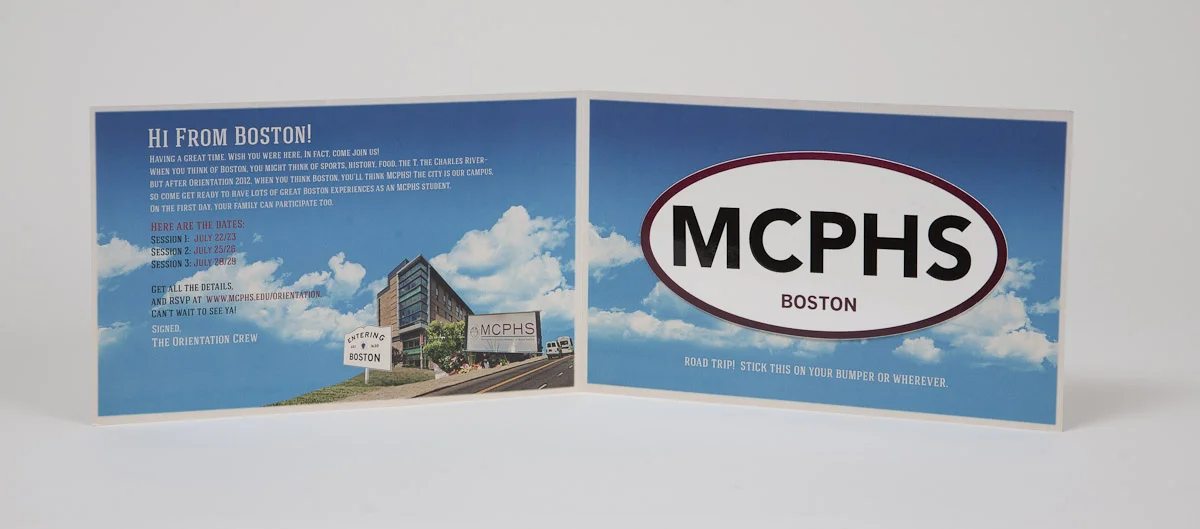 Hi From Boston!
Having a great time. Wish you were here. In fact, come join us!
When you think of Boston, you might think of sports, history, food, the T, the Charles River–
but after Orientation 2012, when you think Boston, you'll think MCPHS! The city is our campus,
so come get ready to have lots of great Boston experiences as an MCPHS student.
On the first day, your family can participate too.
Here are the dates:
Session 1: July 22/23
Session 2: July 25/26
Session 3: July 28/29
Get all the details,
and RSVP at www.mcphs.edu/orientation.
Can't wait to see ya!
Signed,
The Orientation Crew
ENTERING
BOSTON
MCPHS
MCPHS
BOSTON
ROAD TRIP! STICK THIS ON YOUR BUMPER OR WHEREVER.